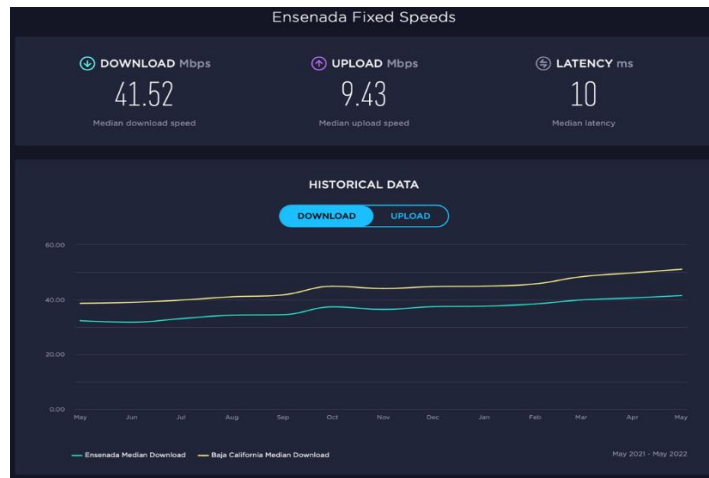 Ensenada Fixed Speeds
DOWNLOAD Mbps
41.52
Median download speed
UPLOAD Mbps
9.43
Median upload speed
LATENCY ms
10
Median latency
HISTORICAL DATA
DOWNLOAD UPLOAD
60.00
40.00
20.00
0.00
May Jun Jul Aug Sep Oct Nov Dec Jan Feb Mar Apr May
Ensenada Median Download Baja California Median Download
May 2021 - May 2022